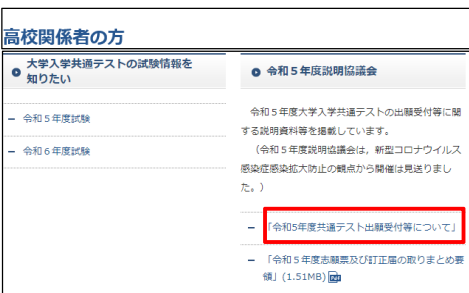 高校関係者の方
大学入学共通テストの試験情報を
知りたい
令和５年度試験
令和６年度試験
令和５年度説明協議会
令和５年度大学入学共通テストの出願受付等に関
する説明資料等を掲載しています。
（令和５年度説明協議会は，新型コロナウイルス
感染症感染拡大防止の観点から開催は見送りまし
た。）
「令和5年度共通テスト出願受付等について」
「令和５年度志願票及び訂正届の取りまとめ要
領」(1.51MB)